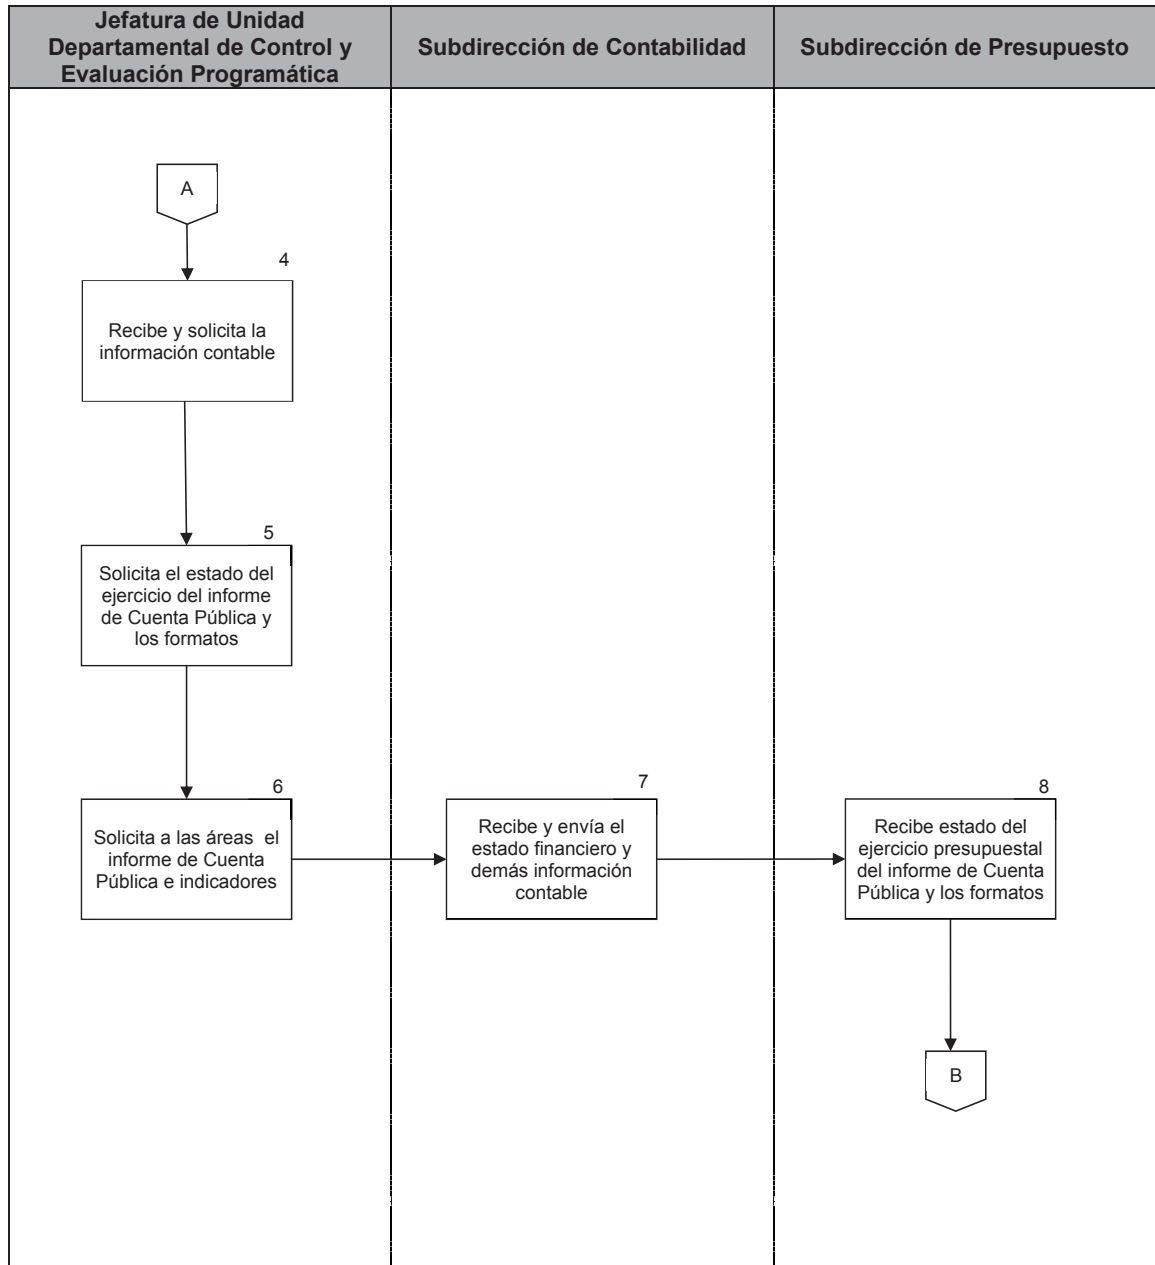 Jefatura de Unidad
Departamental de Control y
Evaluación Programática
Subdirección de Contabilidad
Subdirección de Presupuesto
A
4
Recibe y solicita la
información contable
5
Solicita el estado del
ejercicio del informe
de Cuenta Pública y
los formatos
6
Solicita a las áreas el
informe de Cuenta
Pública e indicadores
7
Recibe y envía el
estado financiero y
demás información
contable
8
Recibe estado del
ejercicio presupuestal
del informe de Cuenta
Pública y los formatos
B